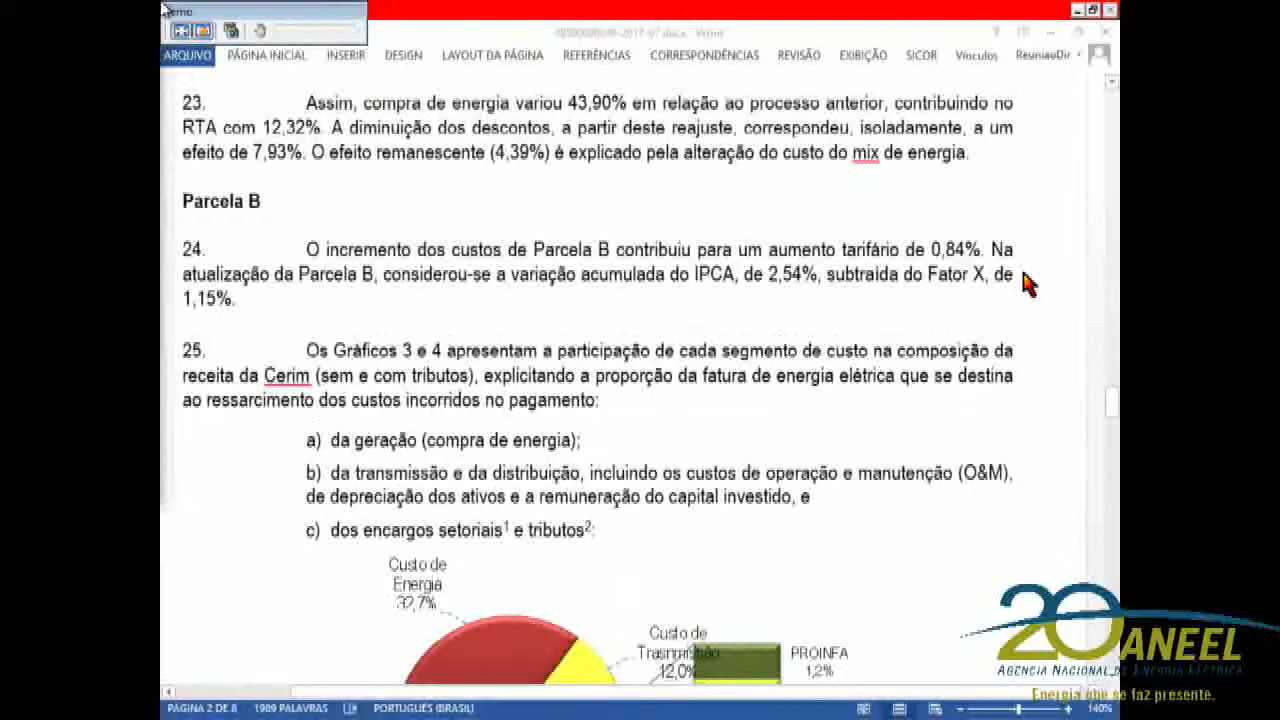 ARQUIVO PÁGINA INICIAL INSERIR DESIGN LAYOUT DA PÁGINA REFERÊNCIAS CORRESPONDÊNCIAS REVISÃO EXIBIÇÃO SICOR Vínculos ReuniaoDir
23. Assim, compra de energia variou 43,90% em relação ao processo anterior, contribuindo no
RTA com 12,32%. A diminuição dos descontos, a partir deste reajuste, correspondeu, isoladamente, a um
efeito de 7,93%. O efeito remanescente (4,39%) é explicado pela alteração do custo do mix de energia.
Parcela B
24. O incremento dos custos de Parcela B contribuiu para um aumento tarifário de 0,84%. Na
atualização da Parcela B, considerou-se a variação acumulada do IPCA, de 2,54%, subtraída do Fator X, de
1,15%.
25. Os Gráficos 3 e 4 apresentam a participação de cada segmento de custo na composição da
receita da Cerim (sem e com tributos), explicitando a proporção da fatura de energia elétrica que se destina
ao ressarcimento dos custos incorridos no pagamento:
a) da geração (compra de energia);
b) da transmissão e da distribuição, incluindo os custos de operação e manutenção (O&M),
de depreciação dos ativos e a remuneração do capital investido, e
c) dos encargos setoriais¹ e tributos²:
Custo de
Energia
Custo de
12,0%
PROINFA
1,2%
20 ANEEL
AGÊNCIA NACIONAL DE ENERGIA ELÉTRICA
Energia que se faz presente.
PÁGINA 2 DE 8 1989 PALAVRAS PORTUGUÊS (BRASIL) 140%